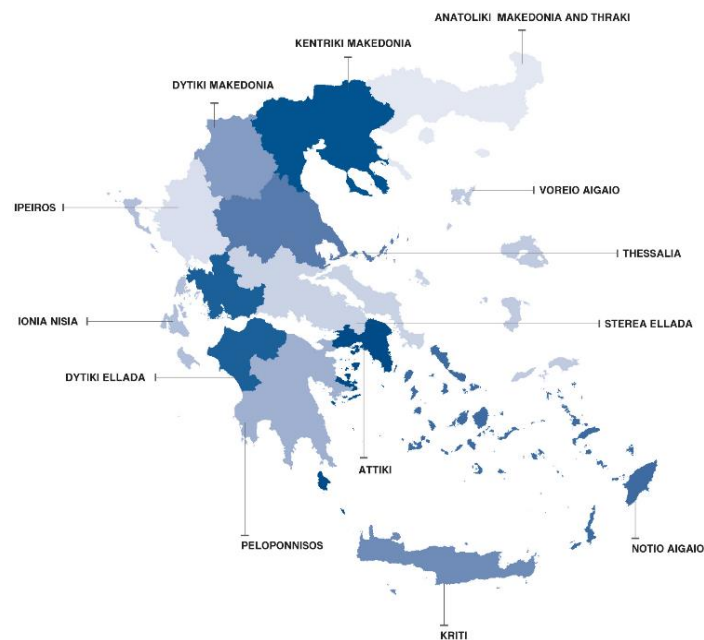 ANATOLIKI MAKEDONIA AND THRAKI
KENTRIKI MAKEDONIA
DYTIKI MAKEDONIA
VOREIO AIGAIO
IPEIROS
THESSALIA
IONIA NISIA
STEREA ELLADA
DYTIKI ELLADA
ATTIKI
PELOPONNISOS
NOTIO AIGAIO
KRITI